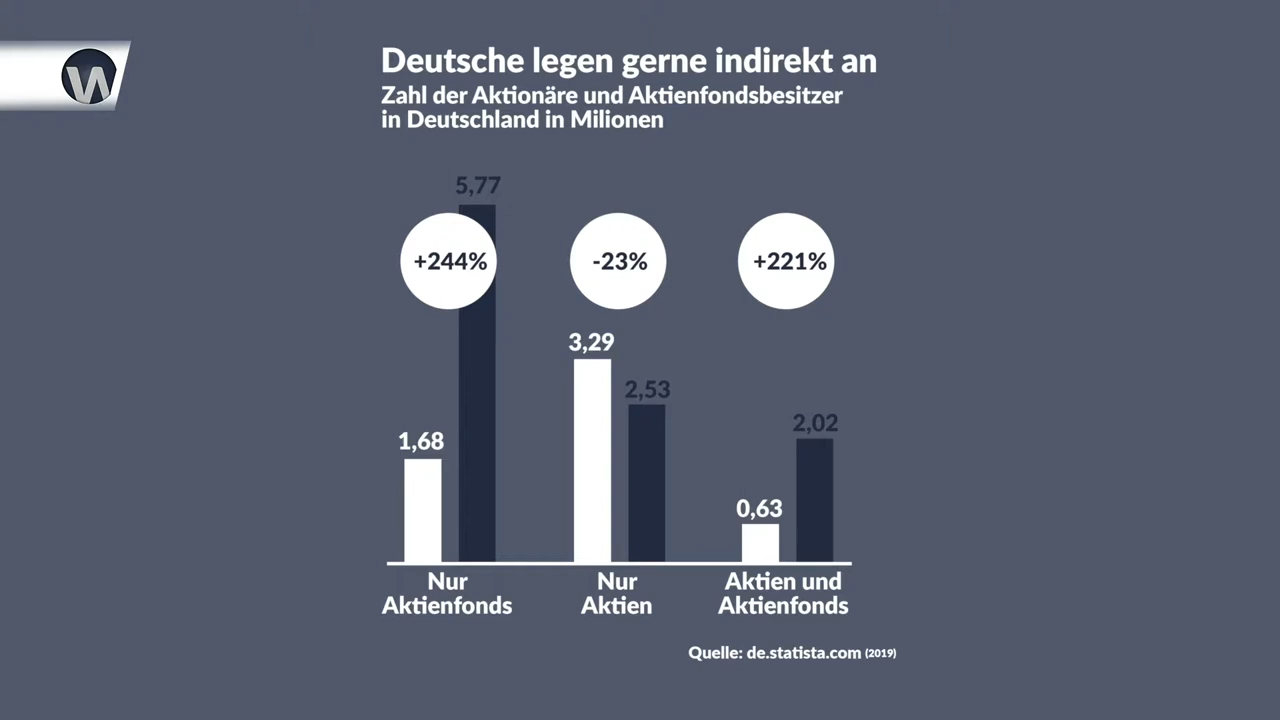 W
Deutsche legen gerne indirekt an
Zahl der Aktionäre und Aktienfondsbesitzer
in Deutschland in Milionen
5,77
+244%
-23%
+221%
3,29
2,53
2,02
1,68
0,63
Nur
Aktienfonds
Nur
Aktien
Aktien und
Aktienfonds
Quelle: de.statista.com (2019)